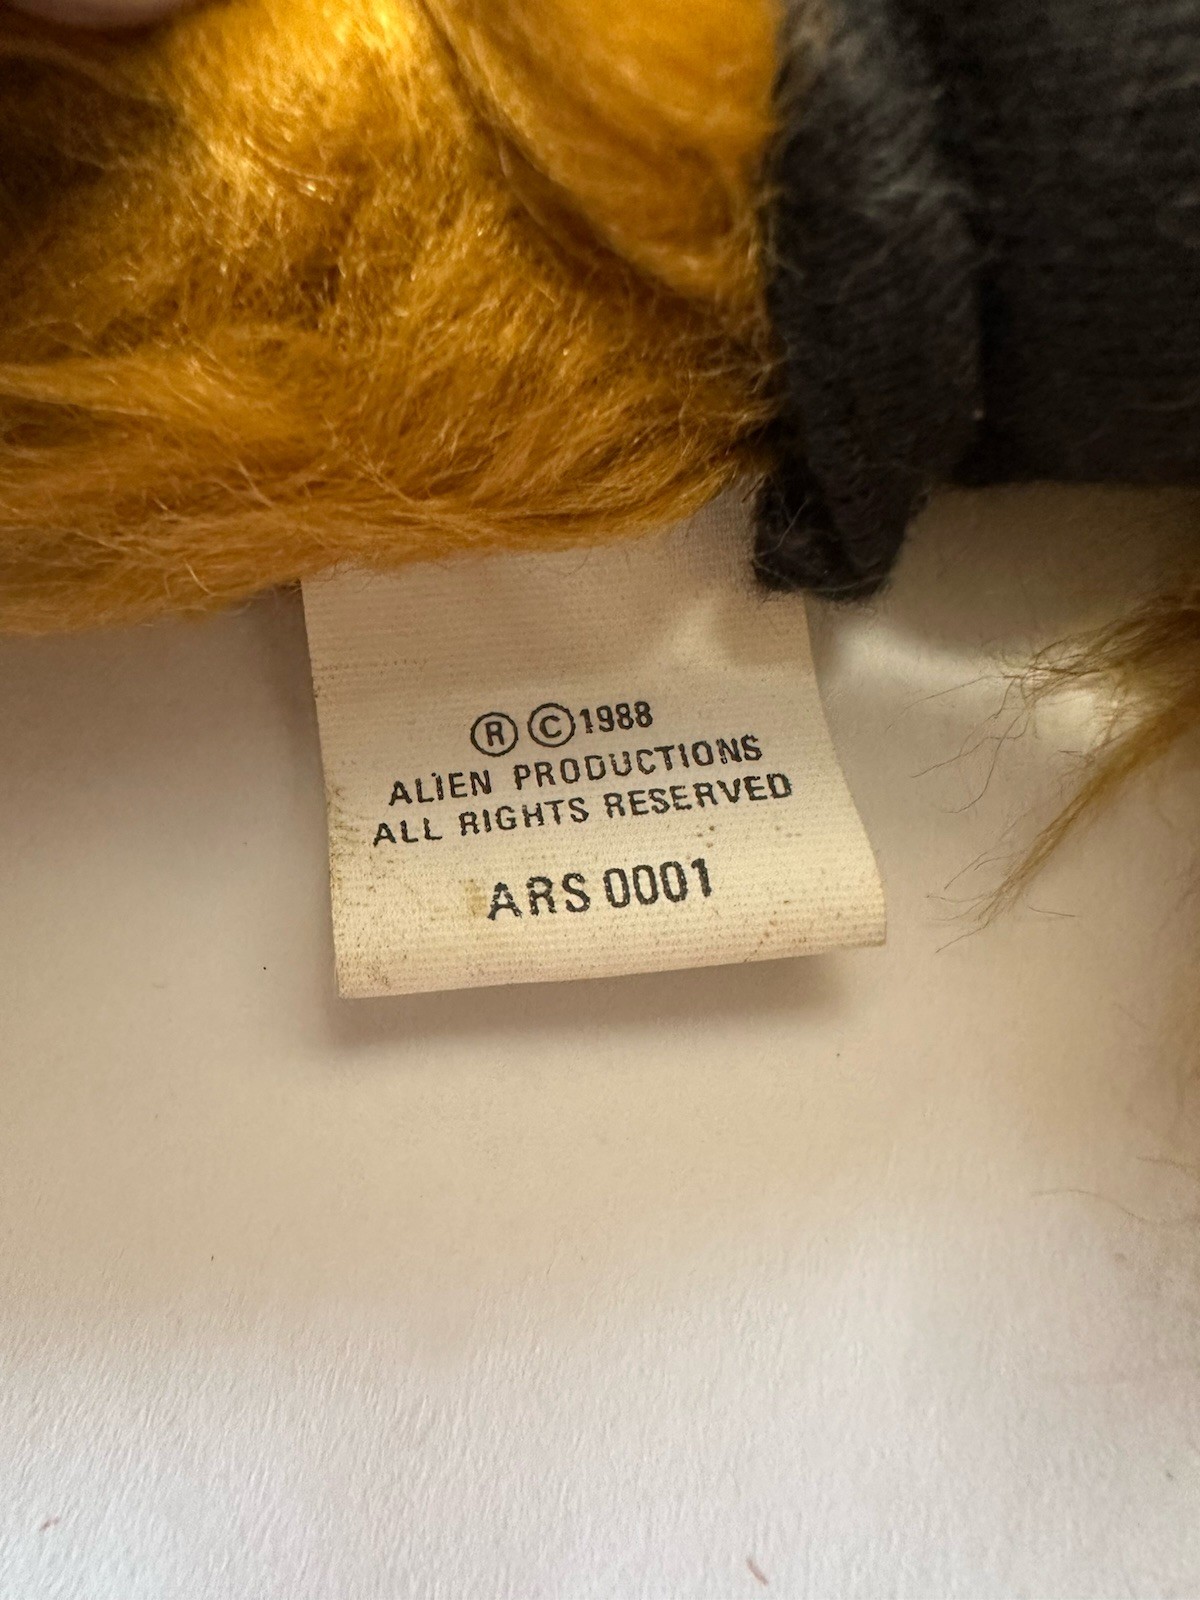 ® ©1988
ALIEN PRODUCTIONS
ALL RIGHTS RESERVED
ARS 0001